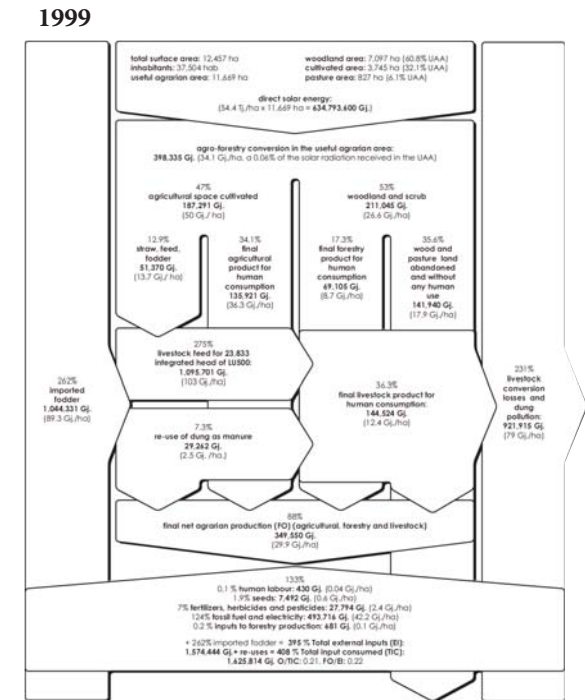 1999
total surface area: 12,457 ha
inhabitants: 37,504 hab
useful agrarian area: 11,669 ha
woodland area: 7,097 ha (60.8% UAA)
cultivated area: 3,745 ha (32.1% UAA)
pasture area: 827 ha (6.1% UAA)
direct solar energy:
(54.4 Tj./ha x 11,669 ha = 634,793,600 Gj.)
agro-forestry conversion in the useful agrarian area:
398,335 Gj. (34.1 Gj./ha, a 0.06% of the solar radiation received in the UAA)
47%
agricultural space cultivated
187,291 Gj.
(50 Gj./ ha)
53%
woodland and scrub
211,045 Gj.
(26.6 Gj./ha)
12.9%
straw, feed,
fodder
51,370 Gj.
(13.7 Gj./ ha)
34.1%
final
agricultural
product for
human
consumption
135,921 Gj.
(36.3 Gj./ha)
17.3%
final forestry
product for
human
consumption
69,105 Gj.
(8.7 Gj./ha)
35.6%
wood and
pasture land
abandoned
and without
any human
use
141,940 Gj.
(17.9 Gj./ha)
262%
imported
fodder
1,044,331 Gj.
(89.3 Gj./ha)
275%
livestock feed for 23,833
integrated head of LU500:
1,095,701 Gj.
(103 Gj./ha)
7.3%
re-use of dung as manure
29,262 Gj.
(2.5 Gj. /ha.)
36.3%
final livestock product for
human consumption:
144,524 Gj.
(12.4 Gj./ha)
231%
livestock
conversion
losses and
dung
pollution:
921,915 Gj.
(79 Gj./ha)
88%
final net agrarian production (FO) (agricultural, forestry and livestock)
349,550 Gj.
(29.9 Gj./ha)
133%
0.1 % human labour: 430 Gj. (0.04 Gj./ha)
1.9% seeds: 7,492 Gj. (0.6 Gj./ha)
7% fertilizers, herbicides and pesticides: 27,794 Gj. (2.4 Gj./ha)
124% fossil fuel and electricity: 493,716 Gj. (42.2 Gj./ha)
0.2 % inputs to forestry production: 681 Gj. (0.1 Gj./ha)
+ 262% imported fodder = 395 % Total external inputs (EI):
1,574,444 Gj.+ re-uses = 408 % Total input consumed (TIC):
1,625,814 Gj. O/TIC: 0.21, FO/EI: 0.22